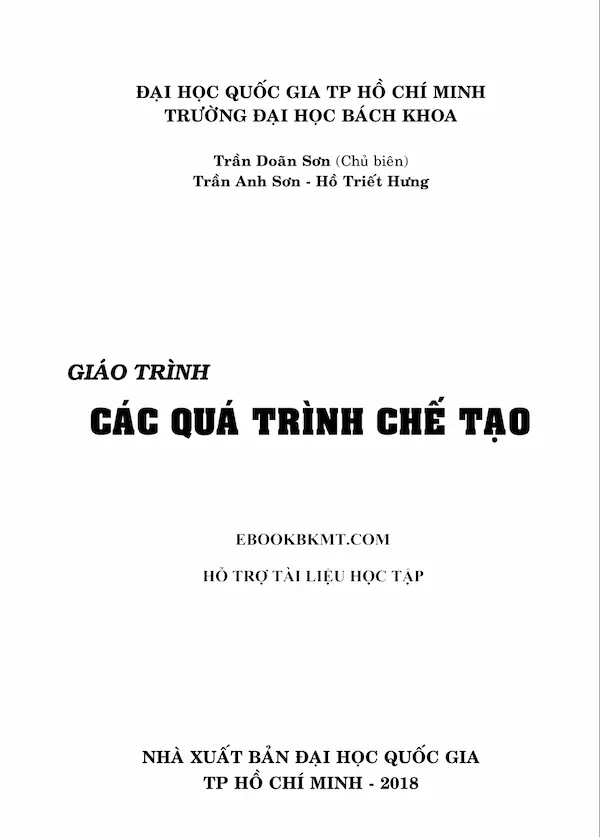 ĐẠI HỌC QUỐC GIA TP HỒ CHÍ MINH
TRƯỜNG ĐẠI HỌC BÁCH KHOA
Trần Doãn Sơn (Chủ biên)
Trần Anh Sơn - Hồ Triết Hưng
GIÁO TRÌNH
CÁC QUÁ TRÌNH CHẾ TẠO
EBOOKBKMT.COM
HỖ TRỢ TÀI LIỆU HỌC TẬP
NHÀ XUẤT BẢN ĐẠI HỌC QUỐC GIA
TP HỒ CHÍ MINH - 2018